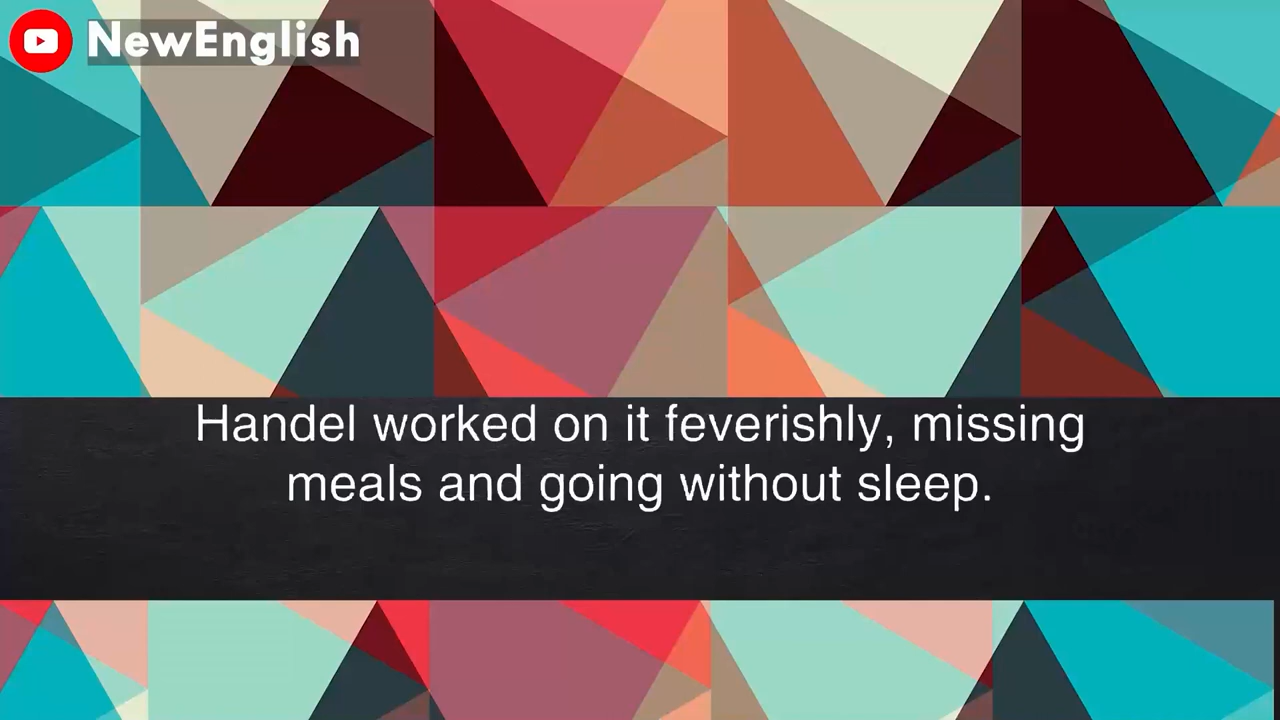 NewEnglish
Handel worked on it feverishly, missing
meals and going without sleep.